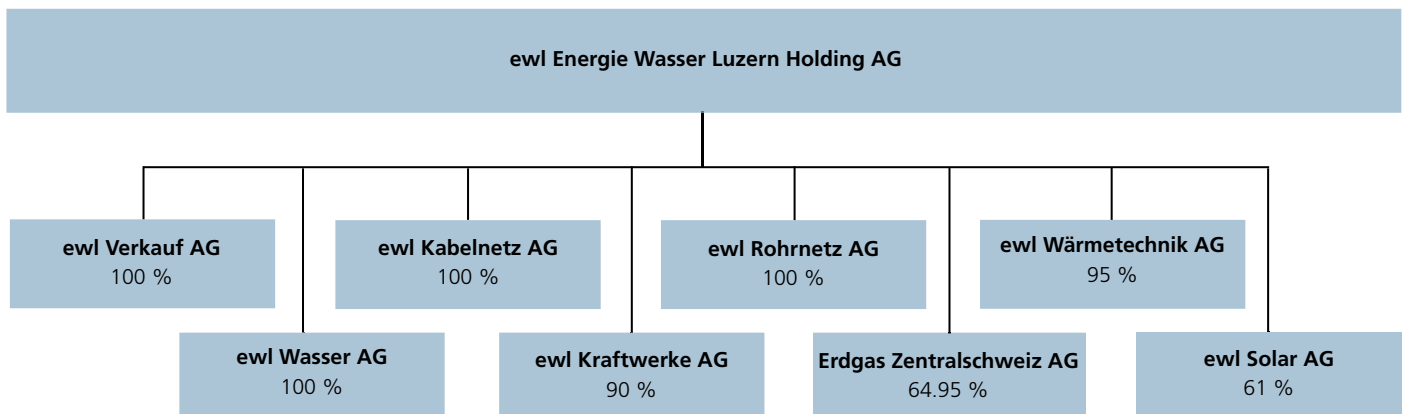 ewl Energie Wasser Luzern Holding AG
ewl Verkauf AG
100 %
ewl Kabelnetz AG
100 %
ewl Rohrnetz AG
100 %
ewl Wärmetechnik AG
95 %
ewl Wasser AG
100 %
ewl Kraftwerke AG
90 %
Erdgas Zentralschweiz AG
64.95 %
ewl Solar AG
61 %